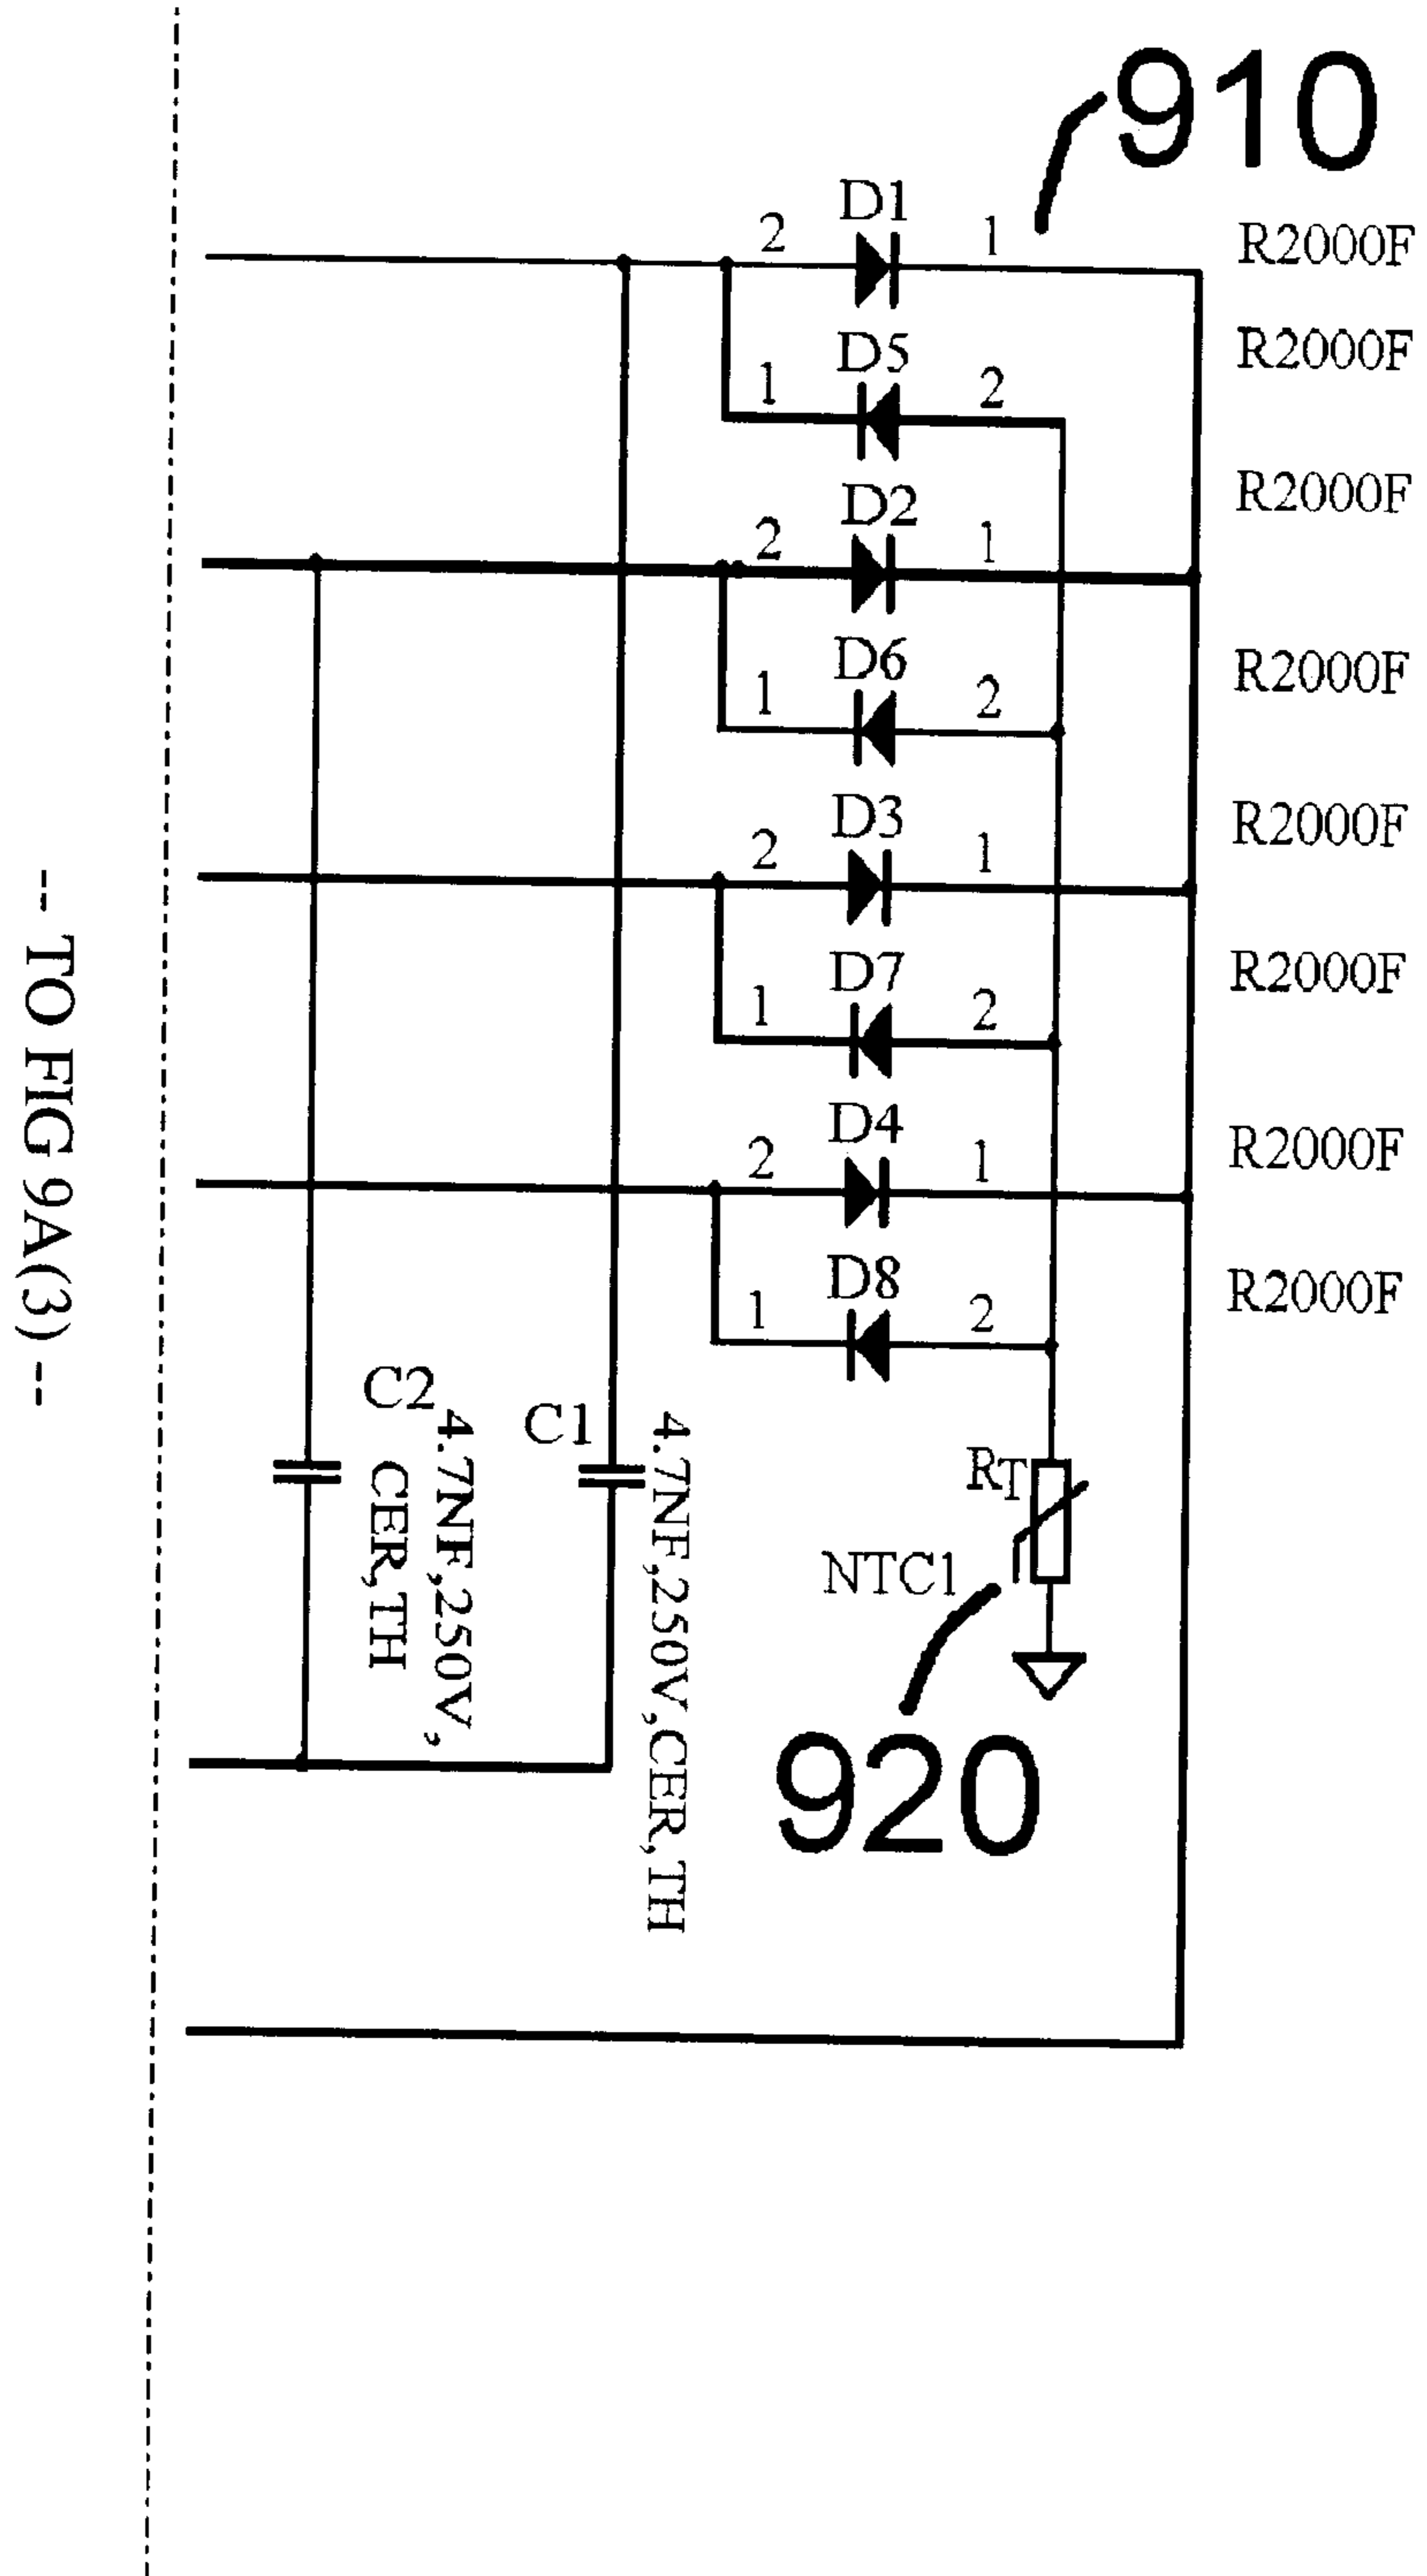 910
D1
2
1
R2000F
D5
1
2
R2000F
D2
2
1
R2000F
D6
1
2
R2000F
D3
2
1
R2000F
D7
1
2
R2000F
D4
2
1
R2000F
D8
1
2
R2000F
C2
4.7NF,250V,
CER,TH
C1
4.7NF,250V,CER,TH
RT
NTC1
920
-- TO FIG 9A(3) --